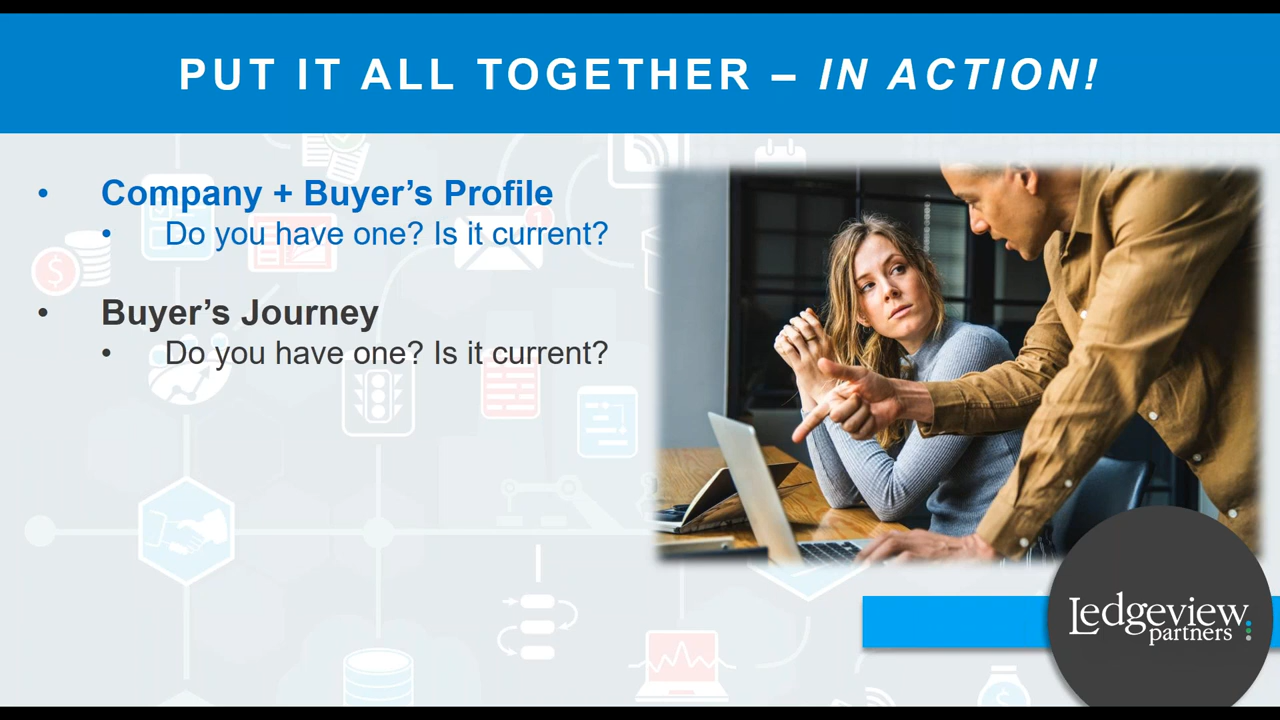 PUT IT ALL TOGETHER – IN ACTION!
• Company + Buyer’s Profile
• Do you have one? Is it current?
• Buyer’s Journey
• Do you have one? Is it current?
Ledgeview
partners
1
$